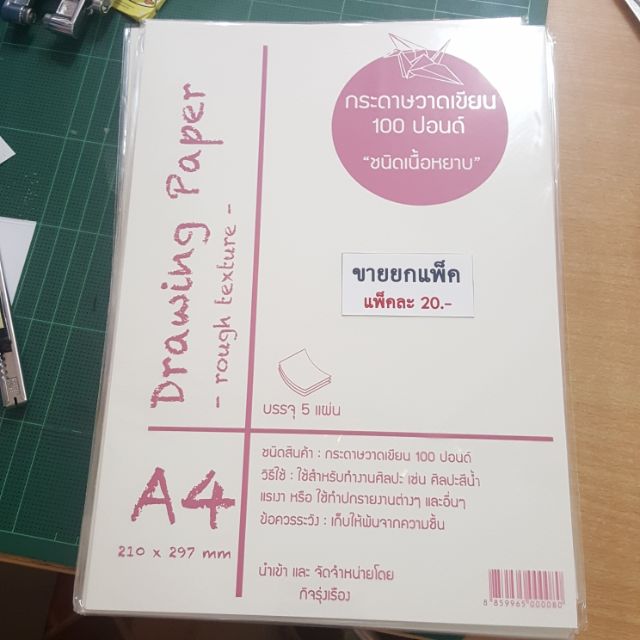 Drawing Paper
- rough texture -
กระดาษวาดเขียน
100 ปอนด์
“ชนิดเนื้อหยาบ”
ขายยกแพ็ค
แพ็คละ 20.-
บรรจุ 5 แผ่น
A4
210 x 297 mm
ชนิดสินค้า : กระดาษวาดเขียน 100 ปอนด์
วิธีใช้ : ใช้สำหรับทำงานศิลปะ เช่น ศิลปะสีน้ำ
แรเงา หรือ ใช้ทำปกรายงานต่างๆ และอื่นๆ
ข้อควรระวัง : เก็บให้พ้นจากความชื้น
นำเข้า และ จัดจำหน่ายโดย
กิจรุ่งเรือง
8 859965 000080